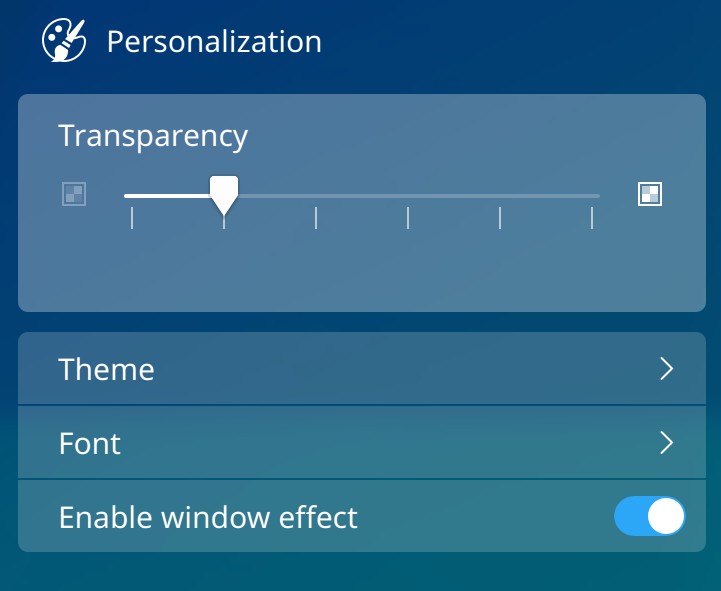 Personalization
Transparency
Theme
Font
Enable window effect